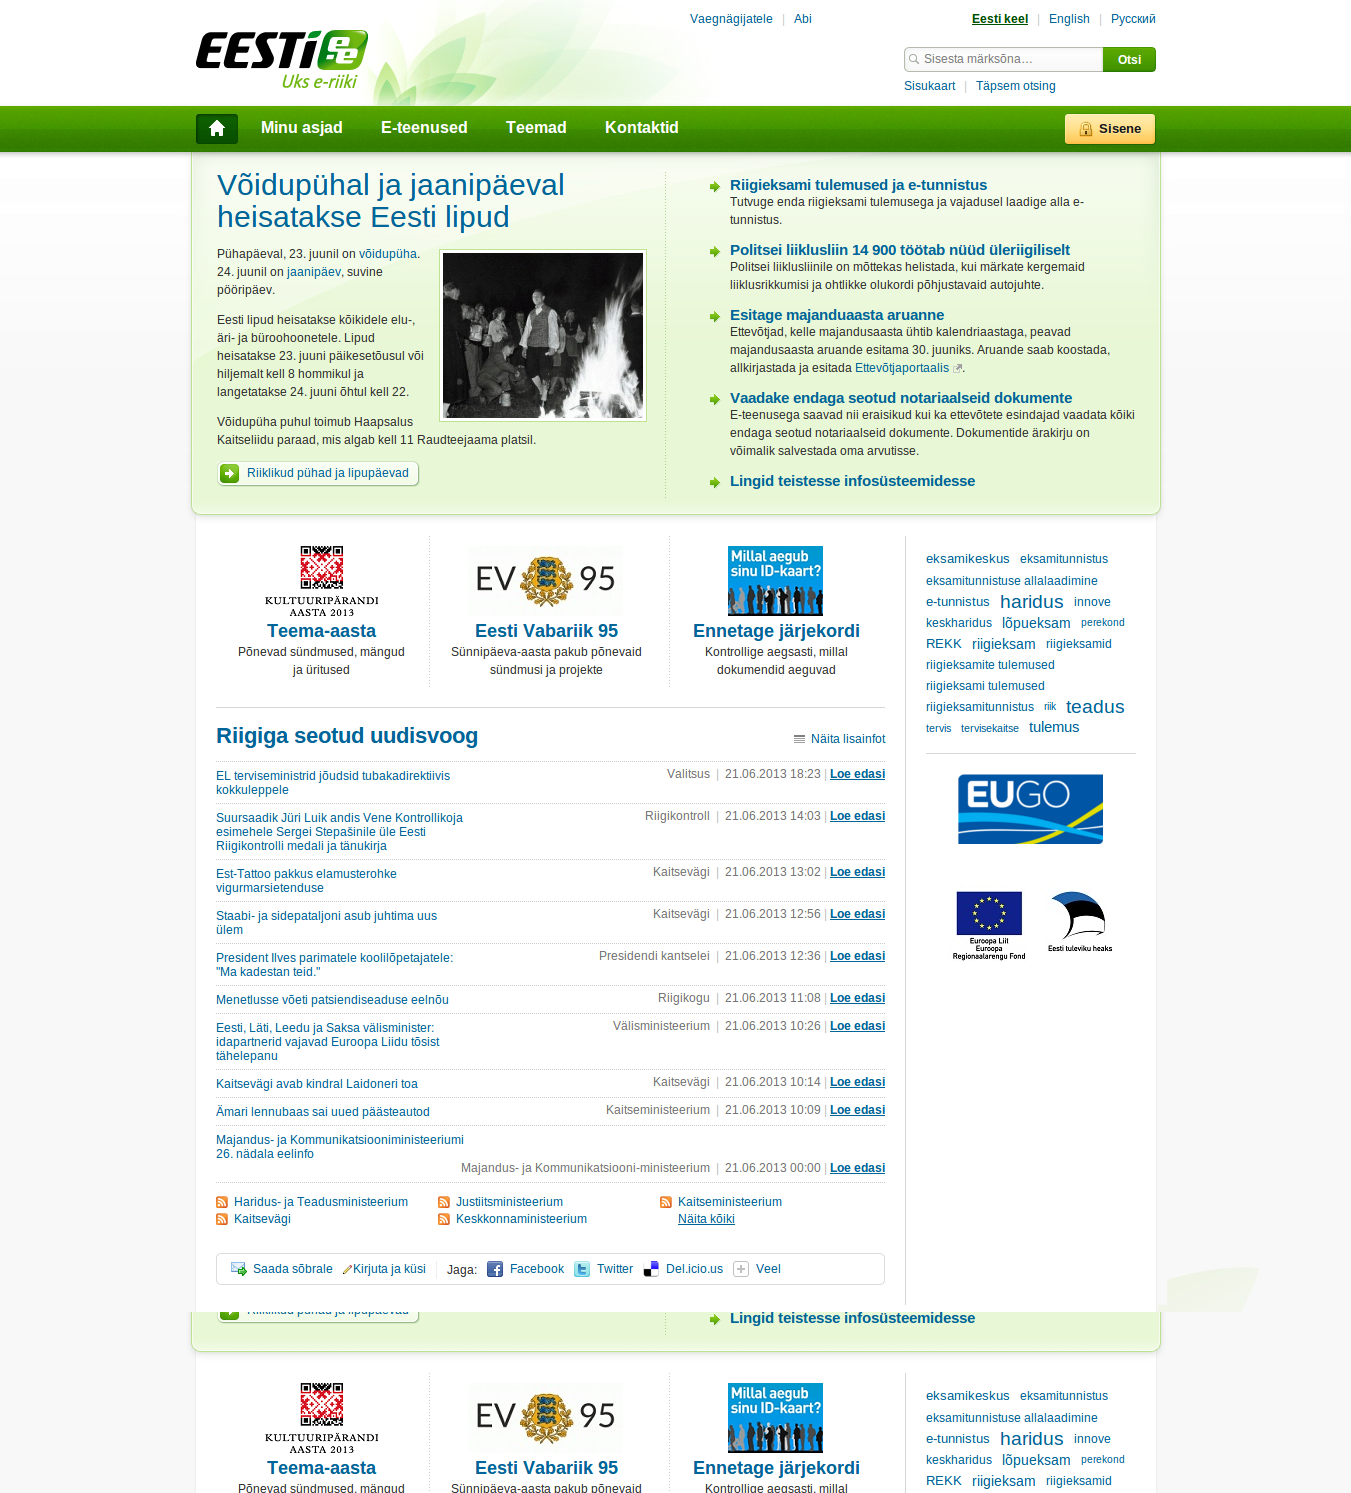 Vaegnägijatele | Abi
Eesti keel | English | Русский
EESTi.ee
Uks e-riiki
Sisesta märksõna…
Otsi
Sisukaart | Täpsem otsing
Minu asjad
E-teenused
Teemad
Kontaktid
Sisene
Võidupühal ja jaanipäeval
heisatakse Eesti lipud
Pühapäeval, 23. juunil on võidupüha.
24. juunil on jaanipäev, suvine
pööripäev.
Eesti lipud heisatakse kõikidele elu-,
äri- ja büroohoonetele. Lipud
heisatakse 23. juuni päikesetõusul või
hiljemalt kell 8 hommikul ja
langetatakse 24. juuni õhtul kell 22.
Võidupüha puhul toimub Haapsalus
Kaitseliidu paraad, mis algab kell 11 Raudteejaama platsil.
Riiklikud pühad ja lipupäevad
Riigieksami tulemused ja e-tunnistus
Tutvuge enda riigieksami tulemusega ja vajadusel laadige alla e-
tunnistus.
Politsei liiklusliin 14 900 töötab nüüd üleriigiliselt
Politsei liiklusliinile on mõttekas helistada, kui märkate kergemaid
liiklusrikkumisi ja ohtlikke olukordi põhjustavaid autojuhte.
Esitage majanduaasta aruanne
Ettevõtjad, kelle majandusaasta ühtib kalendriaastaga, peavad
majandusaasta aruande esitama 30. juuniks. Aruande saab koostada,
allkirjastada ja esitada Ettevõtjaportaalis .
Vaadake endaga seotud notariaalseid dokumente
E-teenusega saavad nii eraisikud kui ka ettevõtete esindajad vaadata kõiki
endaga seotud notariaalseid dokumente. Dokumentide ärakirju on
võimalik salvestada oma arvutisse.
Lingid teistesse infosüsteemidesse
KULTUURIPÄRANDI
AASTA 2013
Teema-aasta
Põnevad sündmused, mängud
ja üritused
EV 95
Eesti Vabariik 95
Sünnipäeva-aasta pakub põnevaid
sündmusi ja projekte
Millal aegub
sinu ID-kaart?
Ennetage järjekordi
Kontrollige aegsasti, millal
dokumendid aeguvad
eksamikeskus eksamitunnistus
eksamitunnistuse allalaadimine
e-tunnistus haridus innove
keskharidus lõpueksam perekond
REKK riigieksam riigieksamid
riigieksamite tulemused
riigieksami tulemused
riigieksamitunnistus riik teadus
tervis tervisekaitse tulemus
EUGO
Euroopa Liit
Euroopa
Regionaalarengu Fond
Eesti tuleviku heaks
Riigiga seotud uudisvoog
Näita lisainfot
EL terviseministrid jõudsid tubakadirektiivis
kokkuleppele
Valitsus | 21.06.2013 18:23 | Loe edasi
Suursaadik Jüri Luik andis Vene Kontrollikoja
esimehele Sergei Stepašinile üle Eesti
Riigikontrolli medali ja tänukirja
Riigikontroll | 21.06.2013 14:03 | Loe edasi
Est-Tattoo pakkus elamusterohke
vigurmarsietenduse
Kaitsevägi | 21.06.2013 13:02 | Loe edasi
Staabi- ja sidepataljoni asub juhtima uus
ülem
Kaitsevägi | 21.06.2013 12:56 | Loe edasi
President Ilves parimatele koolilõpetajatele:
"Ma kadestan teid."
Presidendi kantselei | 21.06.2013 12:36 | Loe edasi
Menetlusse võeti patsiendiseaduse eelnõu
Riigikogu | 21.06.2013 11:08 | Loe edasi
Eesti, Läti, Leedu ja Saksa välisminister:
idapartnerid vajavad Euroopa Liidu tõsist
tähelepanu
Välisministeerium | 21.06.2013 10:26 | Loe edasi
Kaitsevägi avab kindral Laidoneri toa
Kaitsevägi | 21.06.2013 10:14 | Loe edasi
Ämari lennubaas sai uued päästeautod
Kaitseministeerium | 21.06.2013 10:09 | Loe edasi
Majandus- ja Kommunikatsiooniministeeriumi
26. nädala eelinfo
Majandus- ja Kommunikatsiooni-ministeerium | 21.06.2013 00:00 | Loe edasi
Haridus- ja Teadusministeerium
Justiitsministeerium
Kaitseministeerium
Kaitsevägi
Keskkonnaministeerium
Näita kõiki
Saada sõbrale
Kirjuta ja küsi
Jaga:
Facebook
Twitter
Del.icio.us
Veel
Riiklikud pühad ja lipupäevad
Lingid teistesse infosüsteemidesse
KULTUURIPÄRANDI
AASTA 2013
Teema-aasta
Põnevad sündmused, mängud
EV 95
Eesti Vabariik 95
Sünnipäeva-aasta pakub põnevaid
Millal aegub
sinu ID-kaart?
Ennetage järjekordi
Kontrollige aegsasti, millal
eksamikeskus eksamitunnistus
eksamitunnistuse allalaadimine
e-tunnistus haridus innove
keskharidus lõpueksam perekond
REKK riigieksam riigieksamid